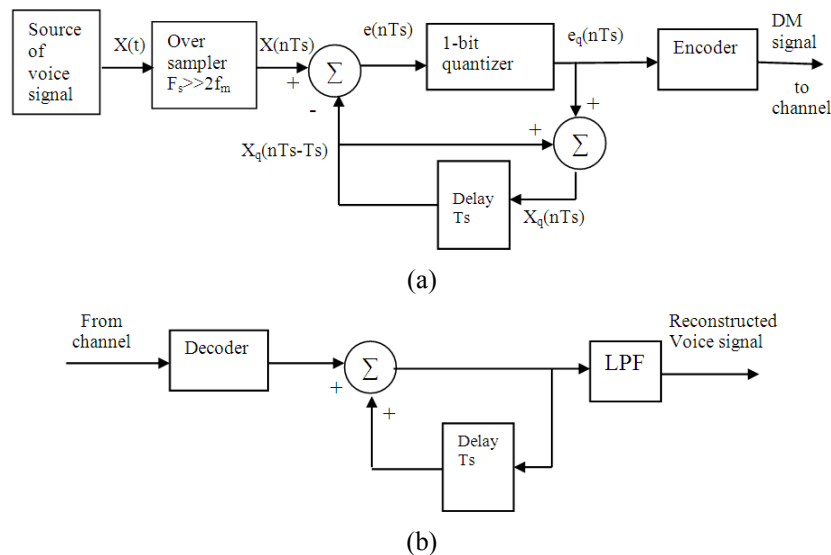 Source
of
voice
signal
X(t)
Over
sampler
Fs>>2fm
X(nTs)
+
-
Σ
e(nTs)
1-bit
quantizer
eq(nTs)
Encoder
DM
signal
to
channel
+
+
Σ
Xq(nTs-Ts)
Delay
Ts
Xq(nTs)
(a)
From
channel
Decoder
+
Σ
+
Delay
Ts
LPF
Reconstructed
Voice signal
(b)